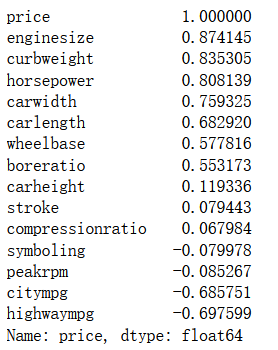 price 1.000000
enginesize 0.874145
curbweight 0.835305
horsepower 0.808139
carwidth 0.759325
carlength 0.682920
wheelbase 0.577816
boreratio 0.553173
carheight 0.119336
stroke 0.079443
compressionratio 0.067984
symboling -0.079978
peakrpm -0.085267
citympg -0.685751
highwaympg -0.697599
Name: price, dtype: float64